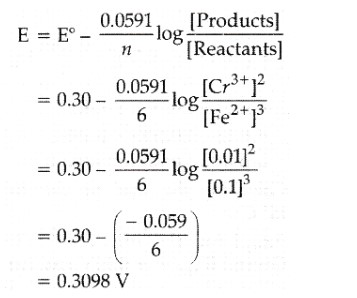 E = E° – 0.0591/n log [Products]/[Reactants]
= 0.30 – 0.0591/6 log [Cr³⁺]²/[Fe²⁺]³
= 0.30 – 0.0591/6 log [0.01]²/[0.1]³
= 0.30 – (– 0.059/6)
= 0.3098 V